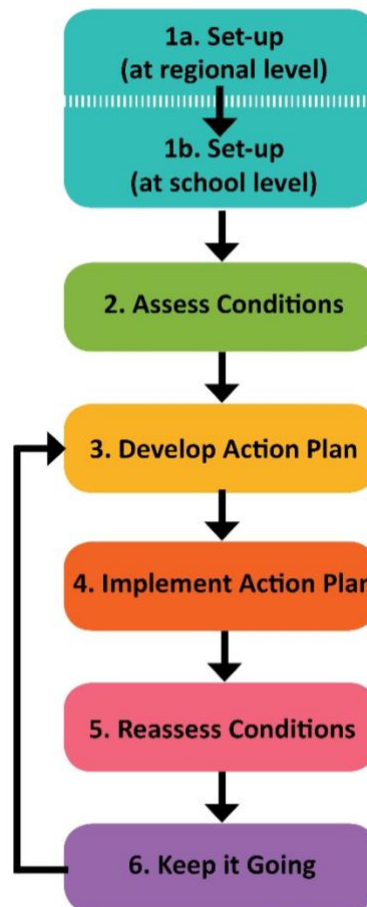 1a. Set-up
(at regional level)
1b. Set-up
(at school level)
2. Assess Conditions
3. Develop Action Plan
4. Implement Action Plan
5. Reassess Conditions
6. Keep it Going